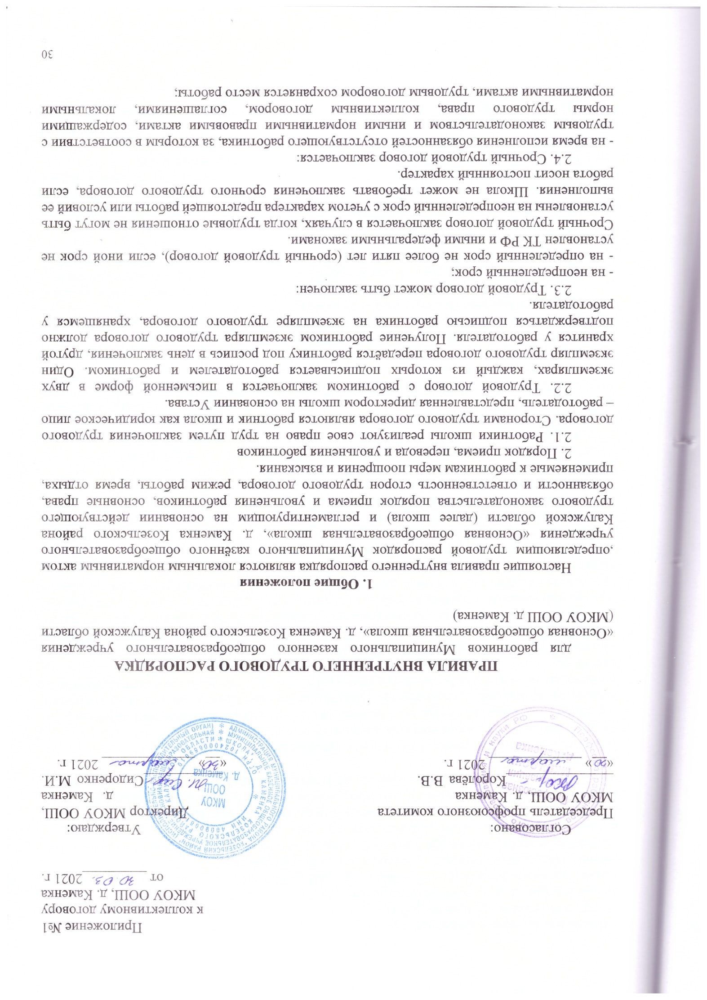 Приложение №1
к коллективному договору
МКОУ ООШ, д. Каменка
от 30.03. 2021 г.
Согласовано:
Председатель профсоюзного комитета
МКОУ ООШ, д. Каменка
Королёва В.В.
«30» марта 2021 г.
Утверждаю:
Директор МКОУ ООШ,
д. Каменка
Сидоренко М.И.
«30» марта 2021 г.
МКОУ
ООШ
д. Каменка
ПРАВИЛА ВНУТРЕННЕГО ТРУДОВОГО РАСПОРЯДКА
для работников Муниципального казенного общеобразовательного учреждения
«Основная общеобразовательная школа», д. Каменка Козельского района Калужской области
(МКОУ ООШ д. Каменка)
1. Общие положения
Настоящие правила внутреннего распорядка являются локальным нормативным актом
,определяющим трудовой распорядок Муниципального казённого общеобразовательного
учреждения «Основная общеобразовательная школа», д. Каменка Козельского района
Калужской области (далее школа) и регламентирующим на основании действующего
трудового законодательства порядок приема и увольнения работников, основные права,
обязанности и ответственность сторон трудового договора, режим работы, время отдыха,
применяемые к работникам меры поощрения и взыскания.
2. Порядок приема, перевода и увольнения работников
2.1. Работники школы реализуют свое право на труд путем заключения трудового
договора. Сторонами трудового договора являются работник и школа как юридическое лицо
– работодатель, представленная директором школы на основании Устава.
2.2. Трудовой договор с работником заключается в письменной форме в двух
экземплярах, каждый из которых подписывается работодателем и работником. Один
экземпляр трудового договора передаётся работнику под роспись в день заключения, другой
хранится у работодателя. Получение работником экземпляра трудового договора должно
подтверждаться подписью работника на экземпляре трудового договора, хранящемся у
работодателя.
2.3. Трудовой договор может быть заключен:
- на неопределенный срок;
- на определенный срок не более пяти лет (срочный трудовой договор), если иной срок не
установлен ТК РФ и иными федеральными законами.
Срочный трудовой договор заключается в случаях, когда трудовые отношения не могут быть
установлены на неопределенный срок с учетом характера предстоящей работы или условий ее
выполнения. Школа не может требовать заключения срочного трудового договора, если
работа носит постоянный характер.
2.4. Срочный трудовой договор заключается:
- на время исполнения обязанностей отсутствующего работника, за которым в соответствии с
трудовым законодательством и иными нормативными правовыми актами, содержащими
нормы трудового права, коллективным договором, соглашениями, локальными
нормативными актами, трудовым договором сохраняется место работы;
30